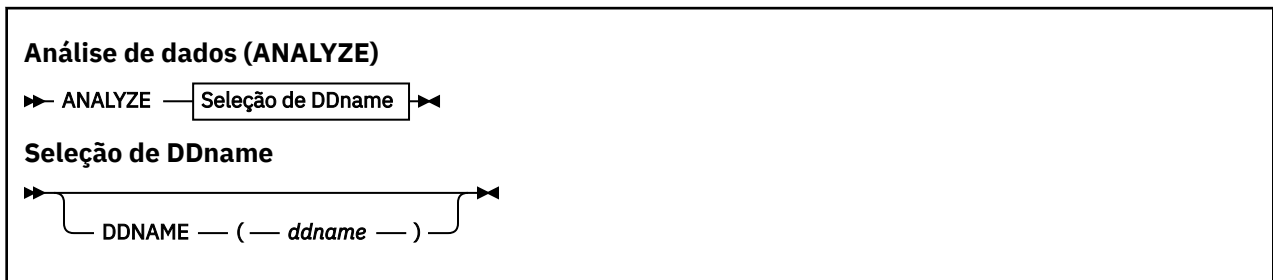 Análise de dados (ANALYZE)
ANALYZE Seleção de DDname
Seleção de DDname
DDNAME ( ddname )